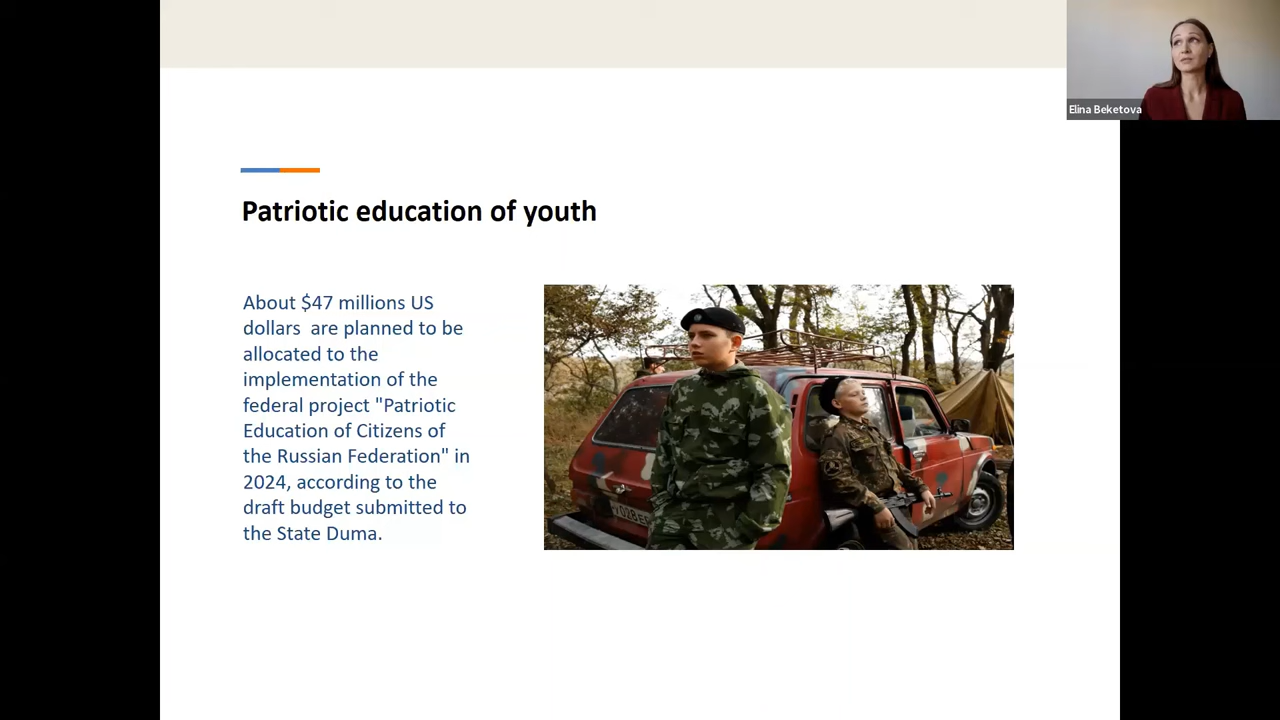 Elina Beketova
Patriotic education of youth
About $47 millions US
dollars  are planned to be
allocated to the
implementation of the
federal project "Patriotic
Education of Citizens of
the Russian Federation" in
2024, according to the
draft budget submitted to
the State Duma.